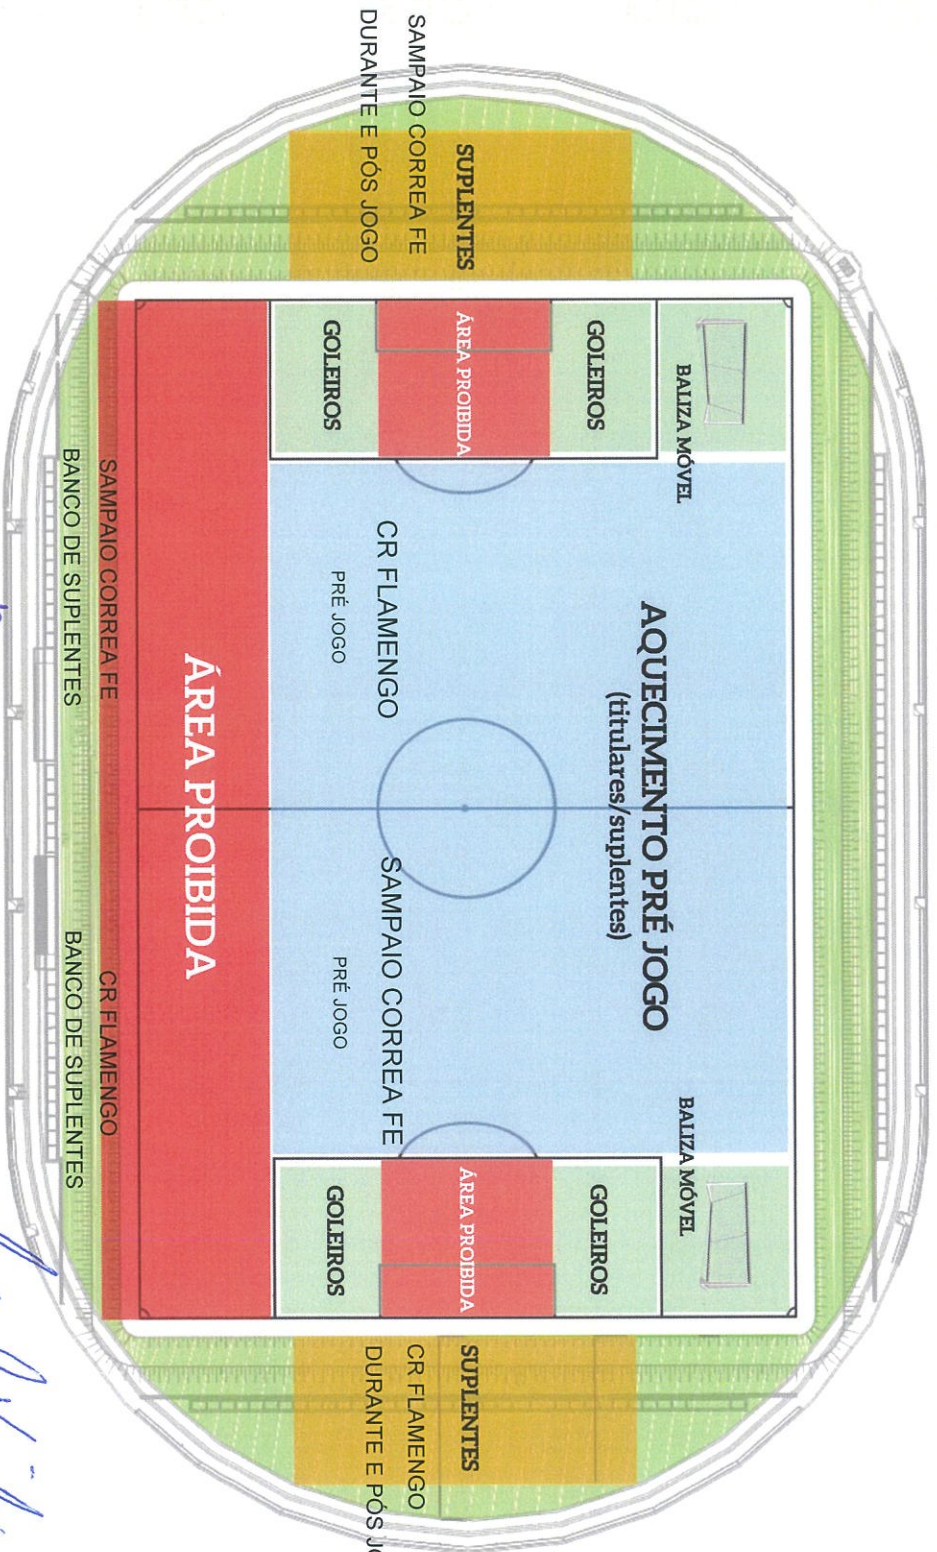 BALIZA MÓVEL
BALIZA MÓVEL
AQUECIMENTO PRÉ JOGO
(titulares/suplentes)
GOLEIROS
GOLEIROS
SUPLENTES
ÁREA PROIBIDA
ÁREA PROIBIDA
SUPLENTES
SAMPAIO CORREA FE
DURANTE E PÓS JOGO
CR FLAMENGO
DURANTE E PÓS
CR FLAMENGO
PRÉ JOGO
SAMPAIO CORREA FE
PRÉ JOGO
GOLEIROS
GOLEIROS
ÁREA PROIBIDA
SAMPAIO CORREA FE
BANCO DE SUPLENTES
CR FLAMENGO
BANCO DE SUPLENTES